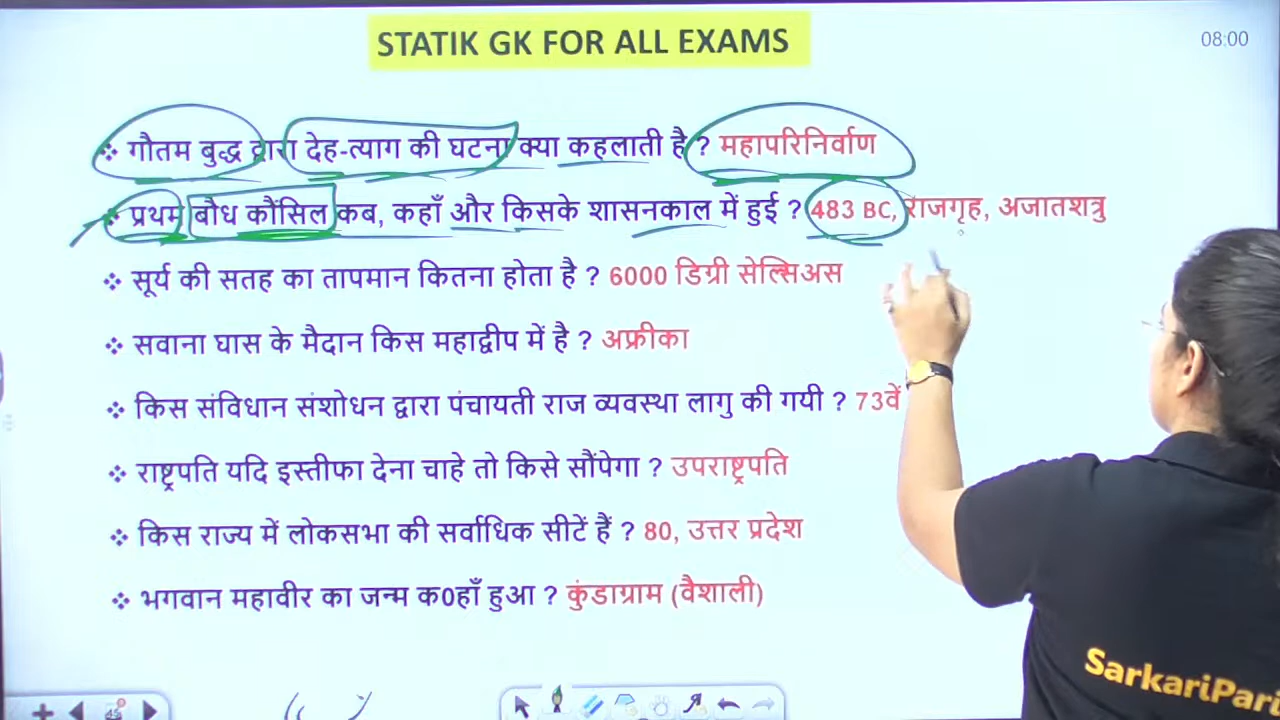 STATIK GK FOR ALL EXAMS
08:00
❖ गौतम बुद्ध द्वारा देह-त्याग की घटना क्या कहलाती है ? महापरिनिर्वाण
❖ प्रथम बौध कौंसिल कब, कहाँ और किसके शासनकाल में हुई ? 483 BC, राजगृह, अजातशत्रु
❖ सूर्य की सतह का तापमान कितना होता है ? 6000 डिग्री सेल्सिअस
❖ सवाना घास के मैदान किस महाद्वीप में है ? अफ्रीका
❖ किस संविधान संशोधन द्वारा पंचायती राज व्यवस्था लागु की गयी ? 73वें
❖ राष्ट्रपति यदि इस्तीफा देना चाहे तो किसे सौंपेगा ? उपराष्ट्रपति
❖ किस राज्य में लोकसभा की सर्वाधिक सीटें हैं ? 80, उत्तर प्रदेश
❖ भगवान महावीर का जन्म क0हाँ हुआ ? कुंडाग्राम (वैशाली)
SarkariPari